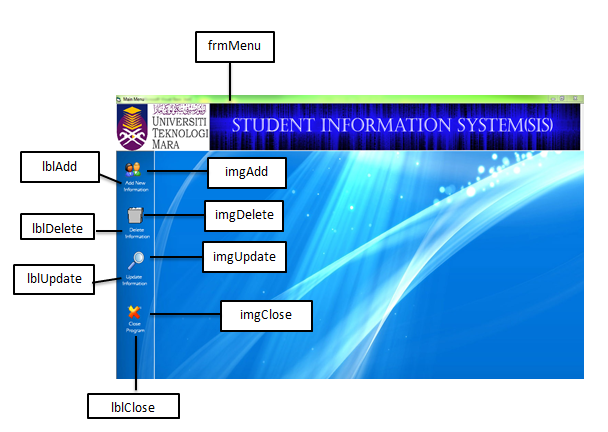 frmMenu
Main Menu
UNIVERSITI
TEKNOLOGI
MARA
STUDENT INFORMATION SYSTEM(SIS)
lblAdd
imgAdd
Add New
Information
lblDelete
imgDelete
Delete
Information
imgUpdate
lblUpdate
Update
Information
imgClose
Close
Program
lblClose